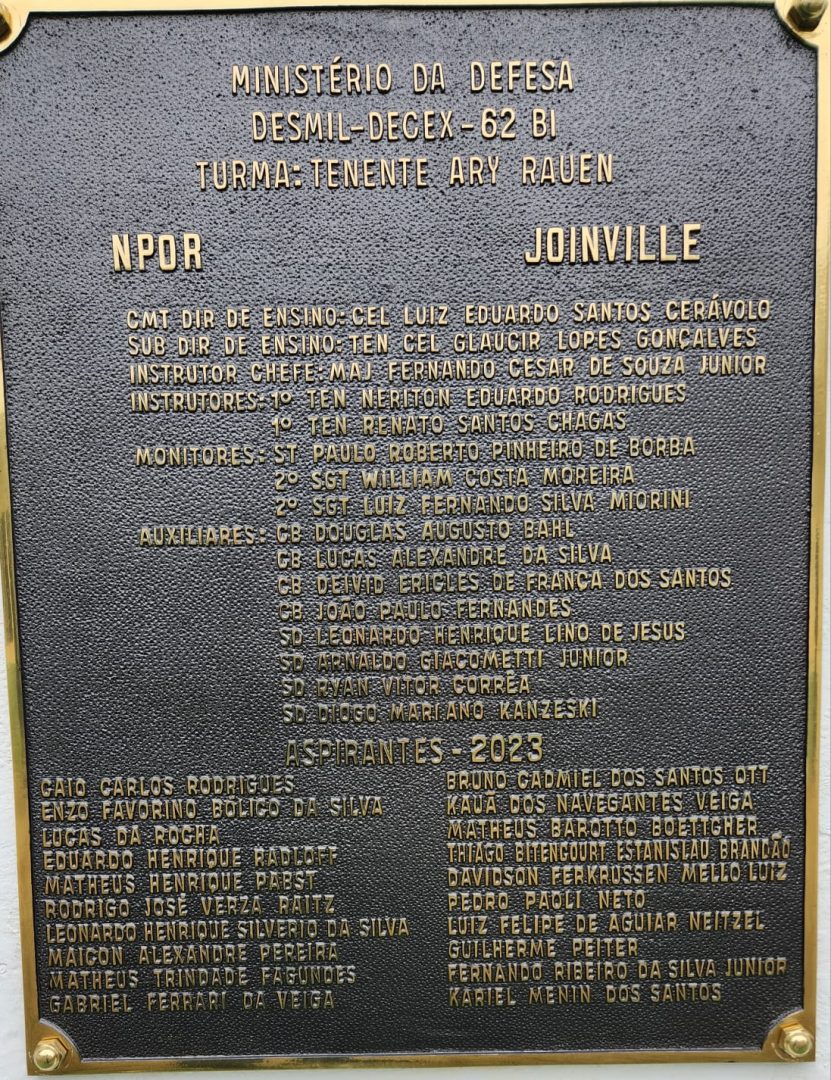 MINISTÉRIO DA DEFESA
DESMIL-DECEX-62 BI
TURMA: TENENTE ARY RAUEN
NPOR JOINVILLE
CMT DIR DE ENSINO: CEL LUIZ EDUARDO SANTOS CERÁVOLO
SUB DIR DE ENSINO: TEN CEL GLAUCIR LOPES GONÇALVES
INSTRUTOR CHEFE: MAJ FERNANDO CESAR DE SOUZA JUNIOR
INSTRUTORES: 1º TEN NERITON EDUARDO RODRIGUES
1º TEN RENATO SANTOS CHAGAS
MONITORES: ST PAULO ROBERTO PINHEIRO DE BORBA
2º SGT WILLIAM COSTA MOREIRA
2º SGT LUIZ FERNANDO SILVA MIORINI
AUXILIARES: CB DOUGLAS AUGUSTO BAHL
CB LUCAS ALEXANDRE DA SILVA
CB DEIVID ERIGLES DE FRANÇA DOS SANTOS
CB JOÃO PAULO FERNANDES
SD LEONARDO HENRIQUE LINO DE JESUS
SD ARNALDO GIACOMETTI JUNIOR
SD RYAN VITOR CORRÊA
SD DIOGO MARIANO KANZESKI
ASPIRANTES - 2023
CAIO CARLOS RODRIGUES
ENZO FAVORINO BOLICO DA SILVA
LUCAS DA ROCHA
EDUARDO HENRIQUE RADLOFF
MATHEUS HENRIQUE PABST
RODRIGO JOSÉ VERZA RAITZ
LEONARDO HENRIQUE SILVERIO DA SILVA
MAICON ALEXANDRE PEREIRA
MATHEUS TRINDADE FAGUNDES
GABRIEL FERRARI DA VEIGA
BRUNO GADMIEL DOS SANTOS OTT
KAUÃ DOS NAVEGANTES VEIGA
MATHEUS BAROTTO BOETTGHER
THIAGO BITENCOURT ESTANISLAU BRANDÃO
DAVIDSON FERKRUSSEN MELLO LUIZ
PEDRO PAOLI NETO
LUIZ FELIPE DE AGUIAR NEITZEL
GUILHERME PEITER
FERNANDO RIBEIRO DA SILVA JUNIOR
KARIEL MENIN DOS SANTOS